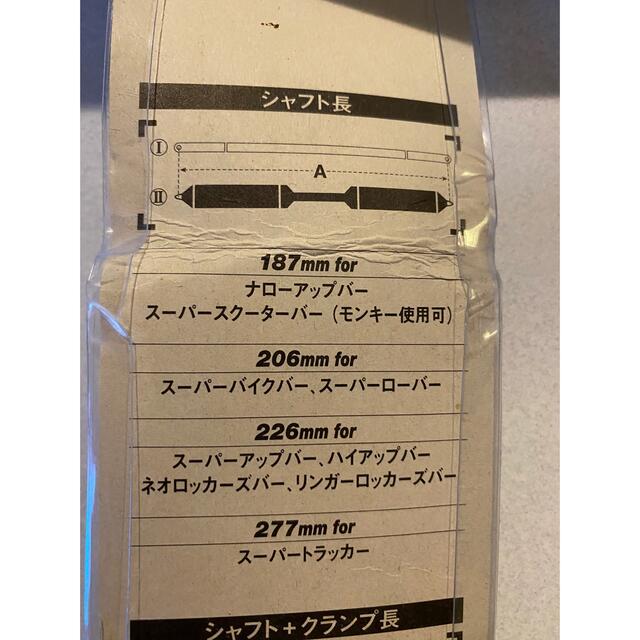 シャフト長
Ⅰ
A
Ⅱ
187mm for
ナローアップバー
スーパースクーターバー（モンキー使用可）
206mm for
スーパーバイクバー、スーパーローバー
226mm for
スーパーアップバー、ハイアップバー
ネオロッカーズバー、リンガーロッカーズバー
277mm for
スーパートラッカー
シャフト＋クランプ長